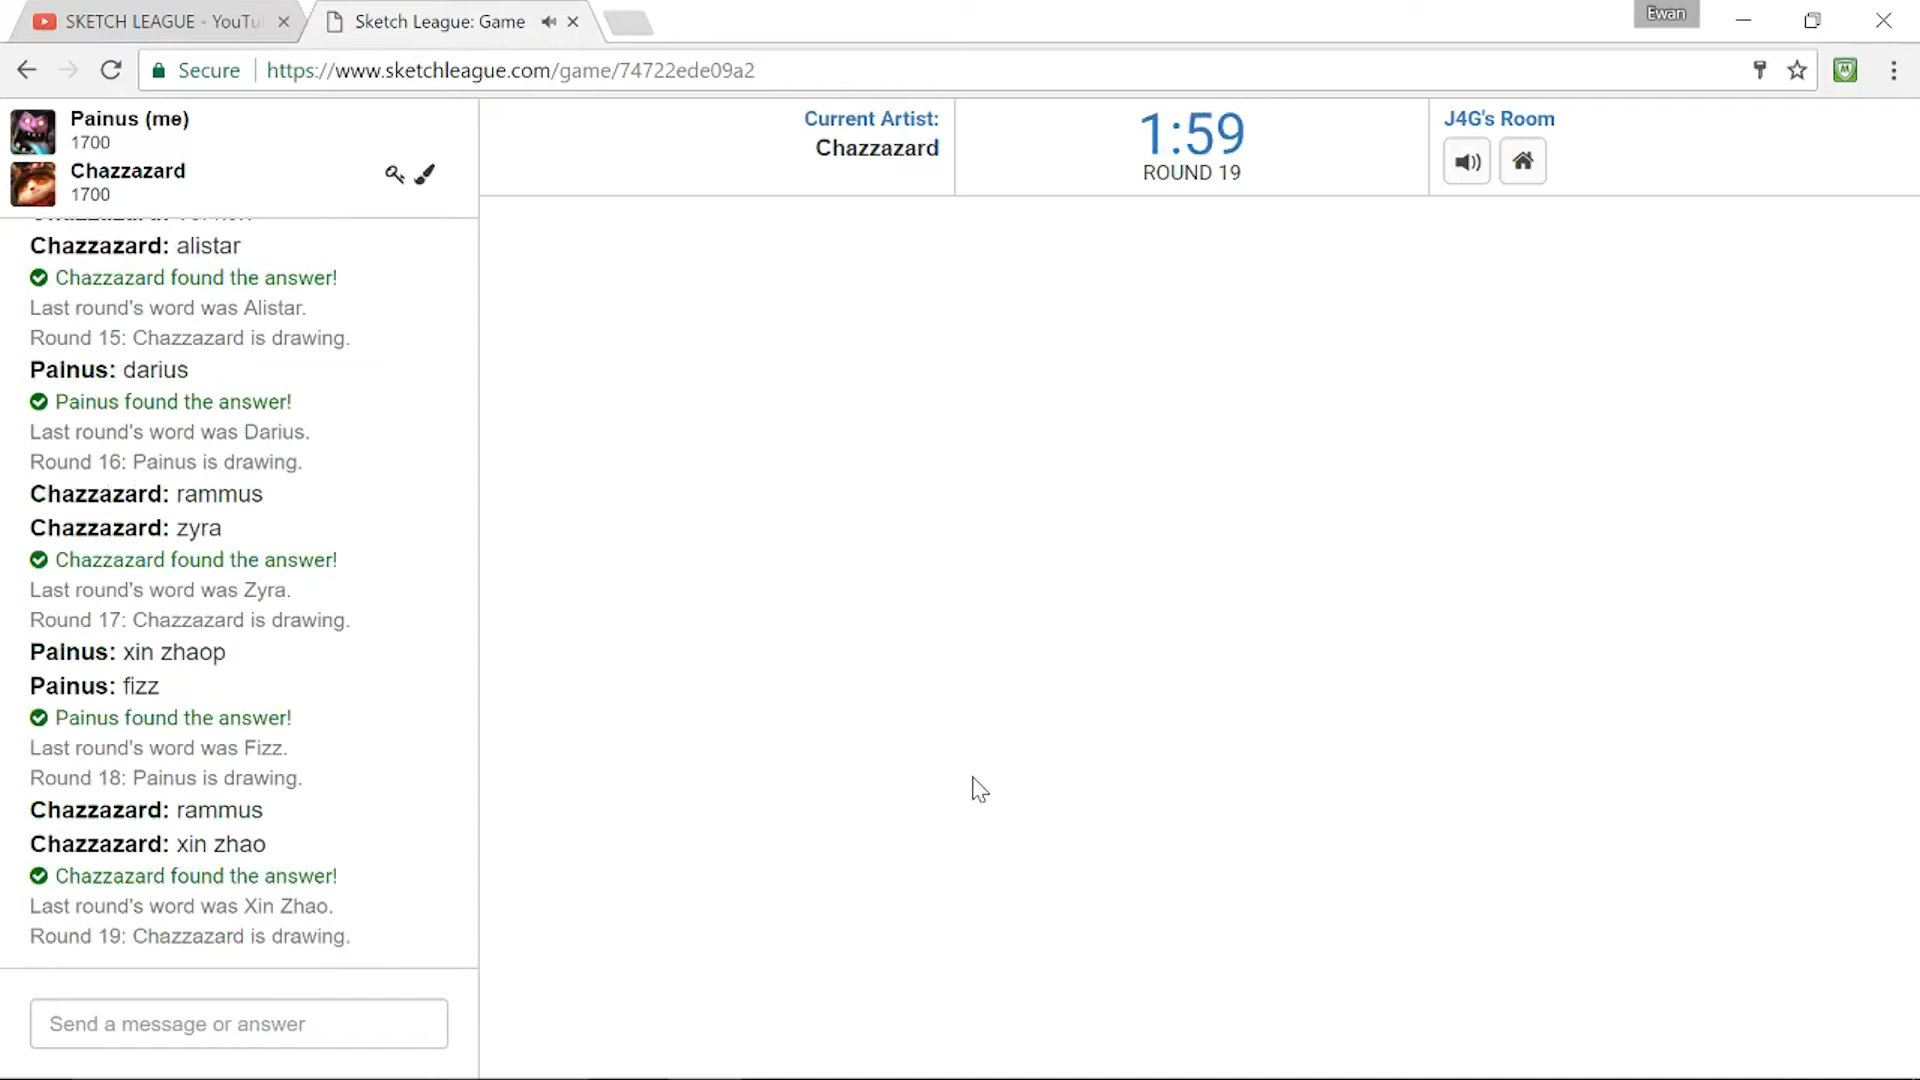 SKETCH LEAGUE - YouTu
Sketch League: Game
Ewan
Secure
https://www.sketchleague.com/game/74722ede09a2
Painus (me)
1700
Chazzazard
1700
Current Artist:
Chazzazard
1:59
ROUND 19
J4G's Room
Chazzazard: alistar
Chazzazard found the answer!
Last round's word was Alistar.
Round 15: Chazzazard is drawing.
Painus: darius
Painus found the answer!
Last round's word was Darius.
Round 16: Painus is drawing.
Chazzazard: rammus
Chazzazard: zyra
Chazzazard found the answer!
Last round's word was Zyra.
Round 17: Chazzazard is drawing.
Painus: xin zhaop
Painus: fizz
Painus found the answer!
Last round's word was Fizz.
Round 18: Painus is drawing.
Chazzazard: rammus
Chazzazard: xin zhao
Chazzazard found the answer!
Last round's word was Xin Zhao.
Round 19: Chazzazard is drawing.
Send a message or answer